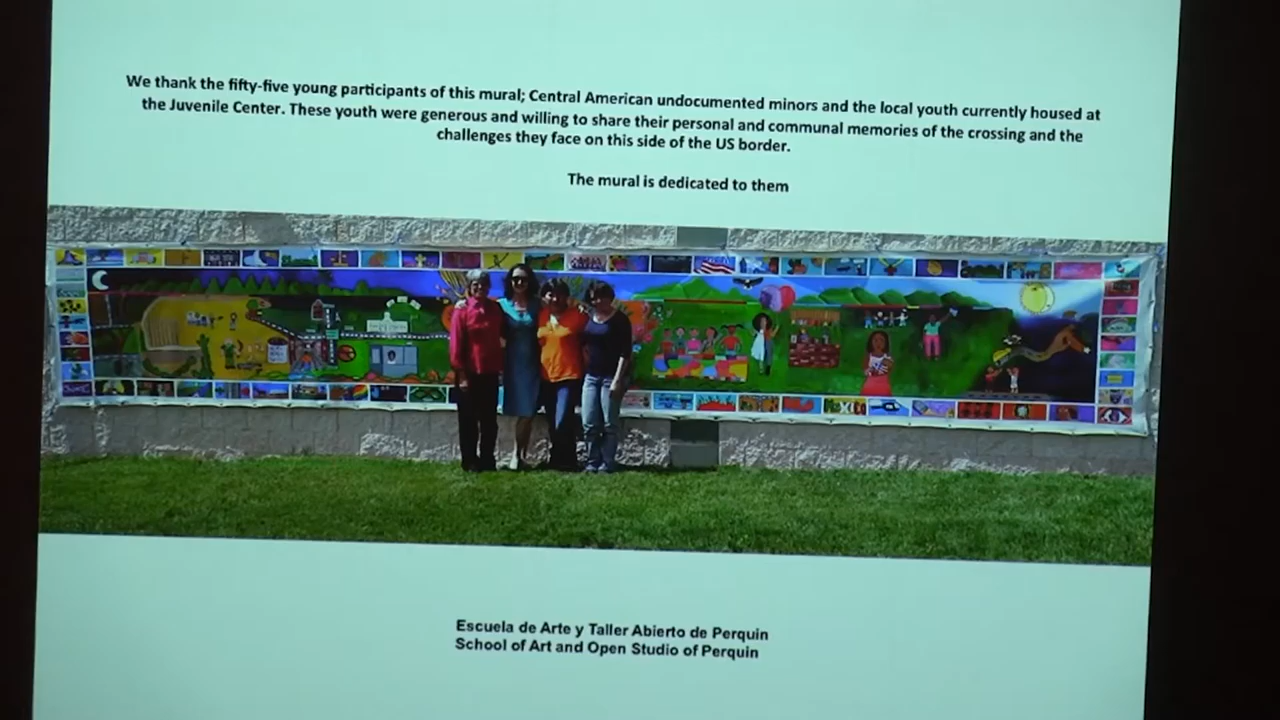 We thank the fifty-five young participants of this mural; Central American undocumented minors and the local youth currently housed at
the Juvenile Center. These youth were generous and willing to share their personal and communal memories of the crossing and the
challenges they face on this side of the US border.
The mural is dedicated to them
MEXICO
Escuela de Arte y Taller Abierto de Perquin
School of Art and Open Studio of Perquin